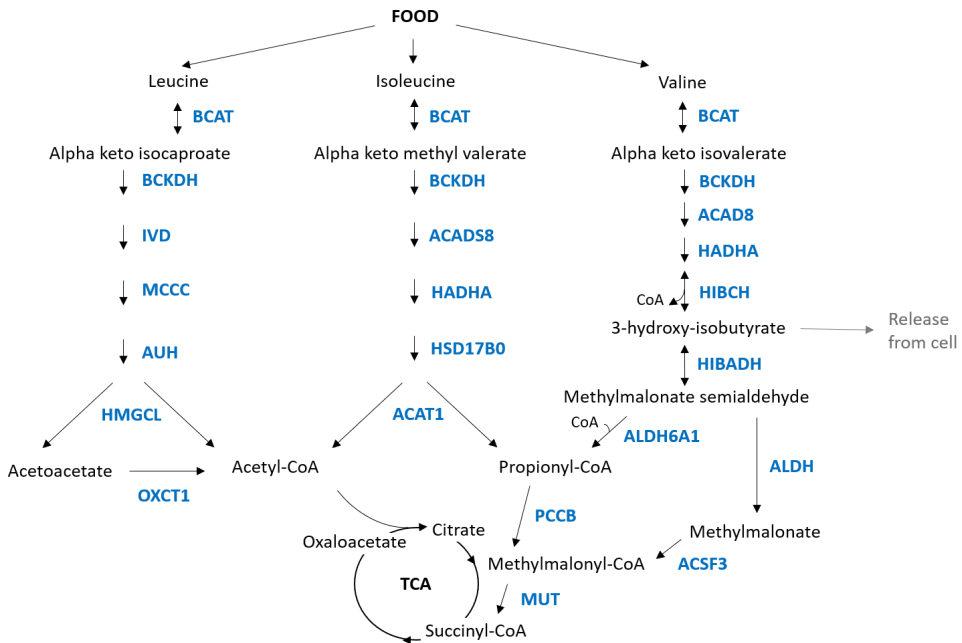 FOOD
Leucine
Isoleucine
Valine
BCAT
BCAT
BCAT
Alpha keto isocaproate
Alpha keto methyl valerate
Alpha keto isovalerate
BCKDH
BCKDH
BCKDH
ACAD8
IVD
ACADS8
HADHA
MCCC
HADHA
CoA
HIBCH
3-hydroxy-isobutyrate
Release
from cell
AUH
HSD17B0
HIBADH
Methylmalonate semialdehyde
HMGCL
ACAT1
CoA
ALDH6A1
Acetoacetate
Acetyl-CoA
Propionyl-CoA
ALDH
OXCT1
PCCB
Citrate
Methylmalonate
Oxaloacetate
Methylmalonyl-CoA
ACSF3
TCA
MUT
Succinyl-CoA